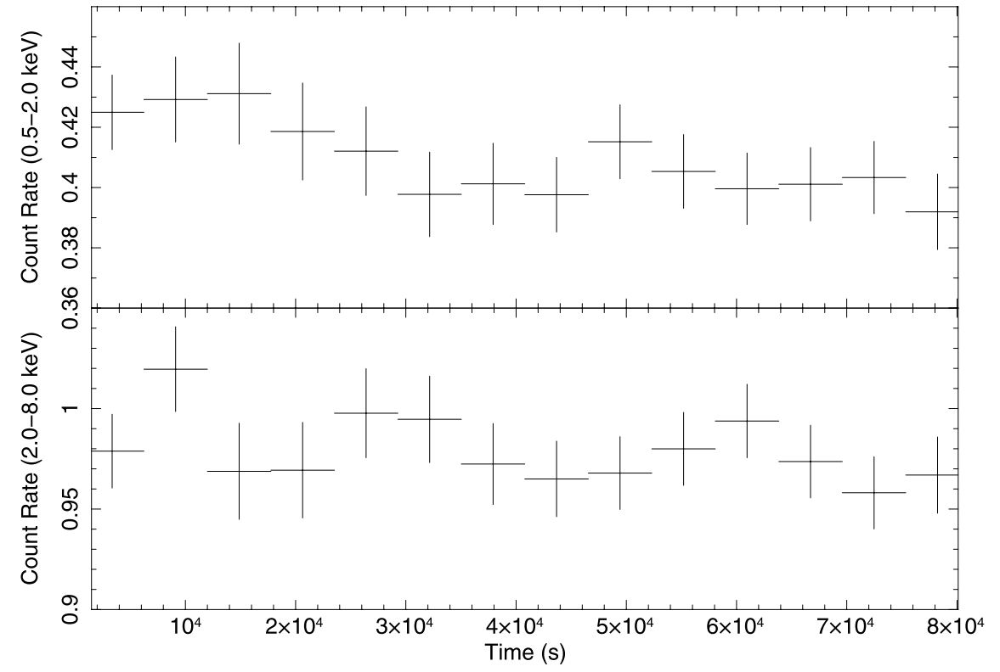 Count Rate (0.5−2.0 keV)
0.44
0.42
0.4
0.38
0.36
Count Rate (2.0−8.0 keV)
1
0.95
0.9
10⁴ 2×10⁴ 3×10⁴ 4×10⁴ 5×10⁴ 6×10⁴ 7×10⁴ 8×10⁴
Time (s)